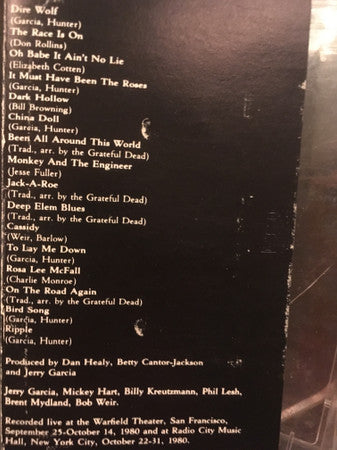 Dire Wolf
(Garcia, Hunter)
The Race Is On
(Don Rollins)
Oh Babe It Ain't No Lie
(Elizabeth Cotten)
It Must Have Been The Roses
(Garcia, Hunter)
Dark Hollow
(Bill Browning)
China Doll
(Garcia, Hunter)
Been All Around This World
(Trad., arr. by the Grateful Dead)
Monkey And The Engineer
(Jesse Fuller)
Jack-A-Roe
(Trad., arr. by the Grateful Dead)
Deep Elem Blues
(Trad., arr. by the Grateful Dead)
Cassidy
(Weir, Barlow)
To Lay Me Down
(Garcia, Hunter)
Rosa Lee McFall
(Charlie Monroe)
On The Road Again
(Trad., arr. by the Grateful Dead)
Bird Song
(Garcia, Hunter)
Ripple
(Garcia, Hunter)
Produced by Dan Healy, Betty Cantor-Jackson
and Jerry Garcia
Jerry Garcia, Mickey Hart, Billy Kreutzmann, Phil Lesh,
Brent Mydland, Bob Weir.
Recorded live at the Warfield Theater, San Francisco,
September 25-October 14, 1980 and at Radio City Music
Hall, New York City, October 22-31, 1980.